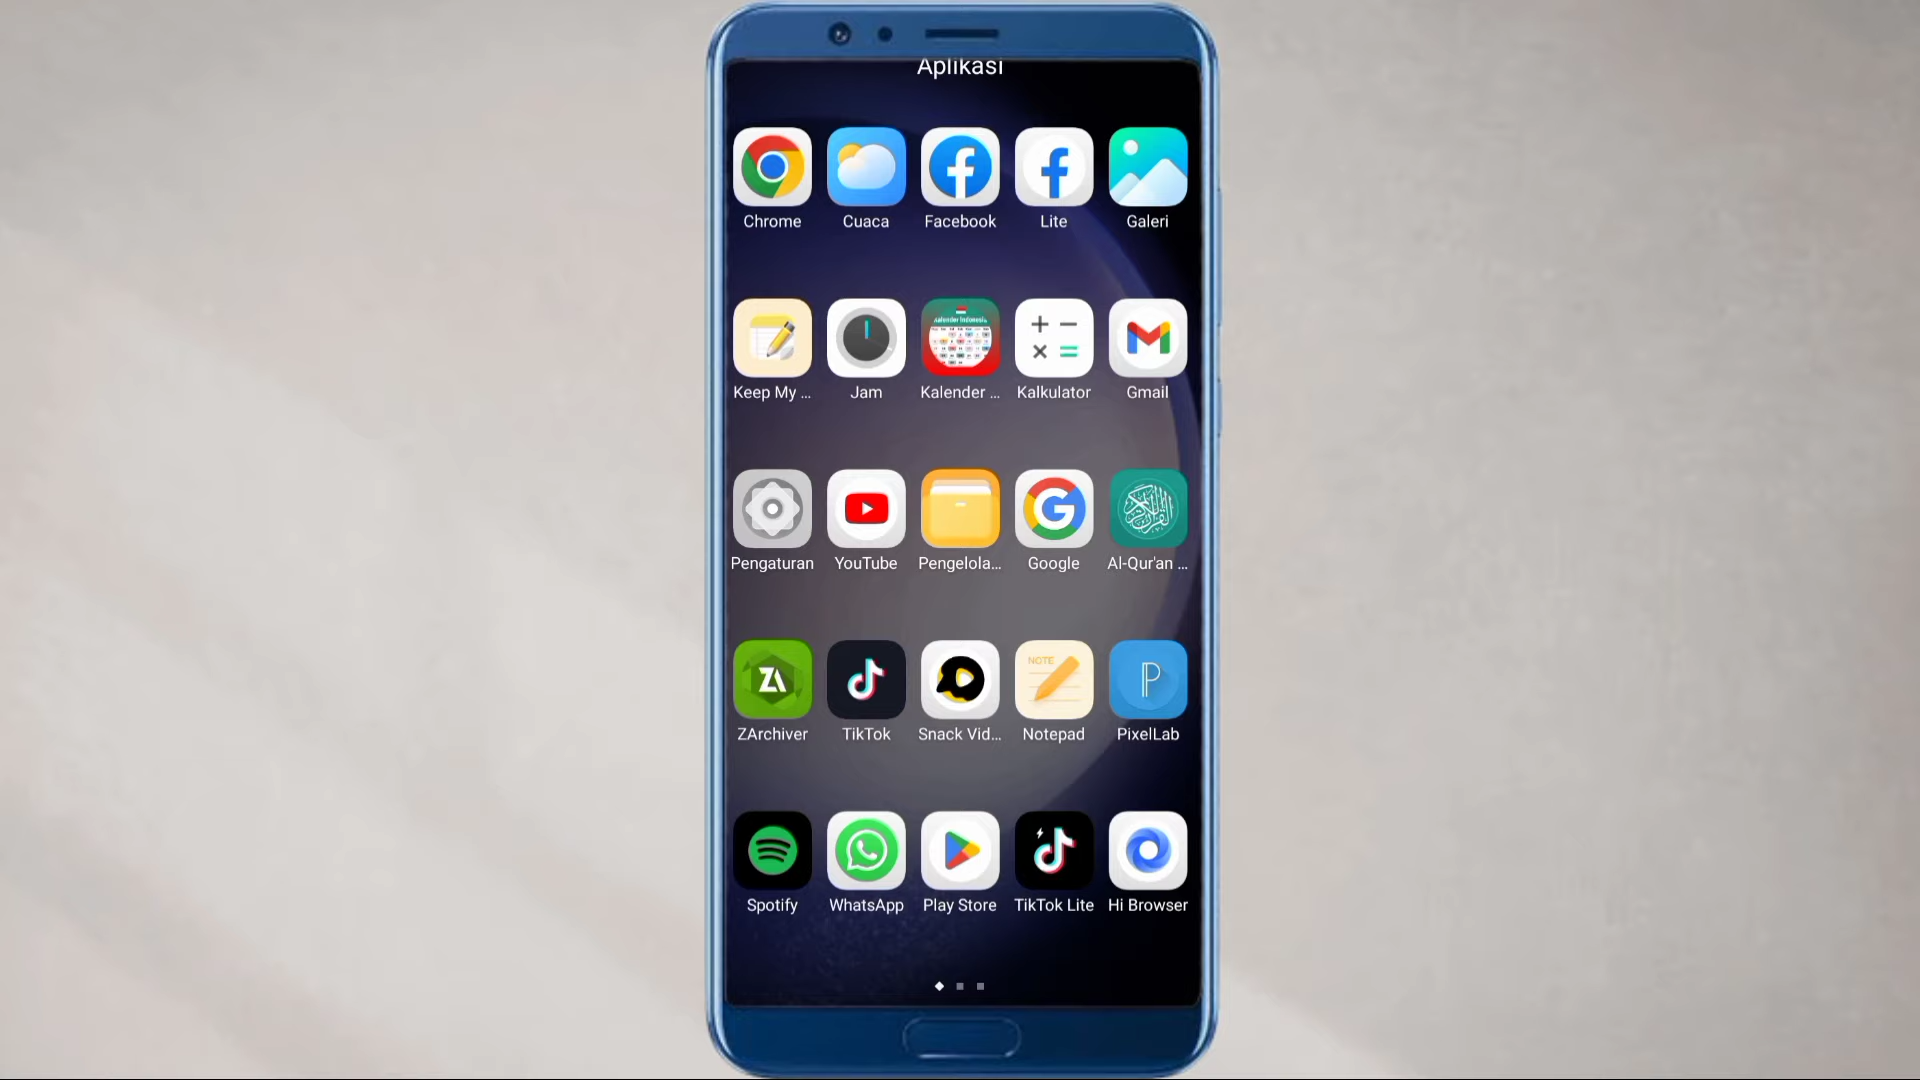 Aplikasi
Chrome
Cuaca
Facebook
Lite
Galeri
Keep My ...
Jam
Kalender ...
Kalkulator
Gmail
Pengaturan
YouTube
Pengelola...
Google
Al-Qur'an ...
NOTE
ZArchiver
TikTok
Snack Vid...
Notepad
PixelLab
Spotify
WhatsApp
Play Store
TikTok Lite
Hi Browser